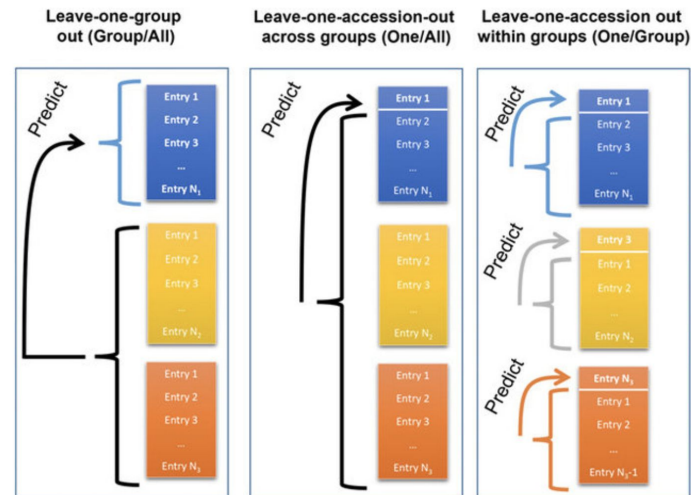 Leave-one-group
out (Group/All)
Predict
Entry 1
Entry 2
Entry 3
...
Entry N₁
Entry 1
Entry 2
Entry 3
...
Entry N₂
Entry 1
Entry 2
Entry 3
...
Entry N₃
Leave-one-accession-out
across groups (One/All)
Predict
Entry 1
Entry 2
Entry 3
...
Entry N₁
Entry 1
Entry 2
Entry 3
...
Entry N₂
Entry 1
Entry 2
Entry 3
...
Entry N₃
Leave-one-accession out
within groups (One/Group)
Predict
Entry 1
Entry 2
Entry 3
...
Entry N₁
Predict
Entry 3
Entry 1
Entry 2
...
Entry N₂
Predict
Entry N₃
Entry 1
Entry 2
...
Entry N₃-1